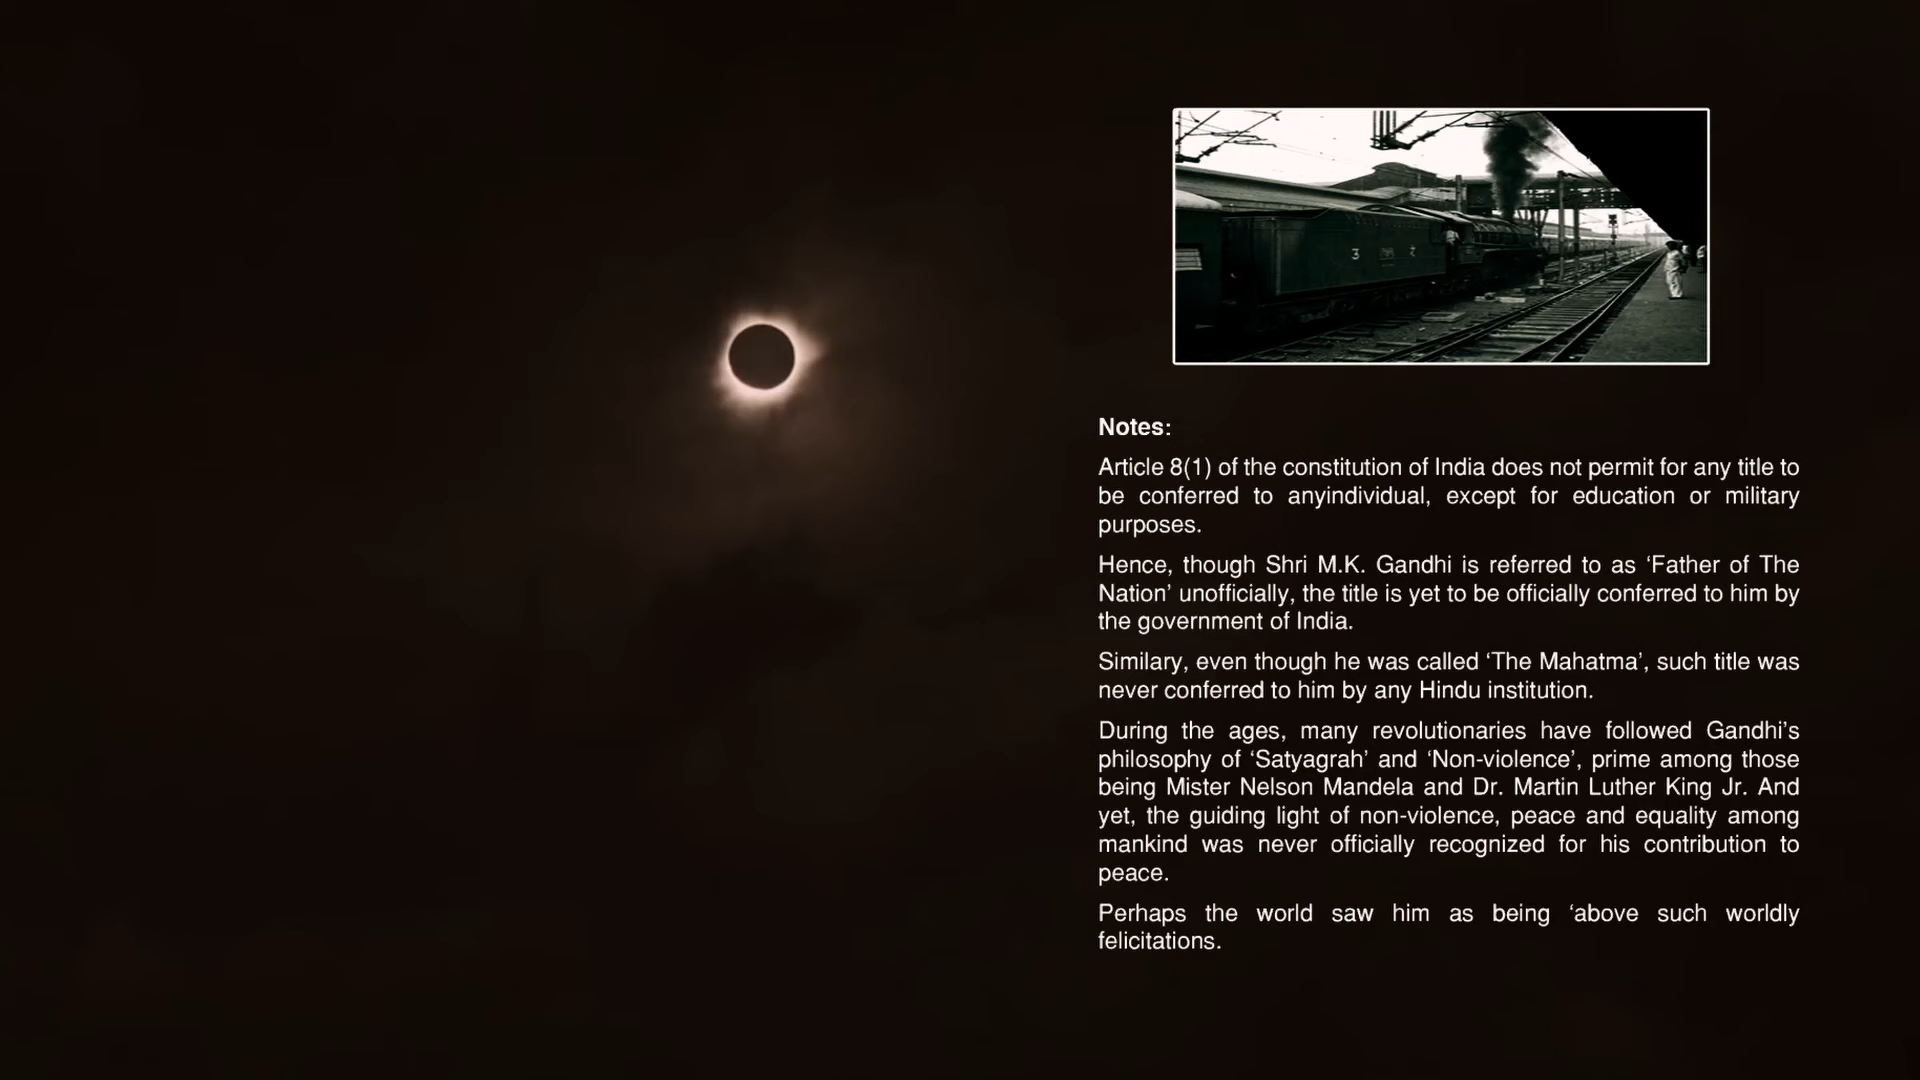 3
Notes:
Article 8(1) of the constitution of India does not permit for any title to
be conferred to anyindividual, except for education or military
purposes.
Hence, though Shri M.K. Gandhi is referred to as ‘Father of The
Nation’ unofficially, the title is yet to be officially conferred to him by
the government of India.
Similary, even though he was called ‘The Mahatma’, such title was
never conferred to him by any Hindu institution.
During the ages, many revolutionaries have followed Gandhi’s
philosophy of ‘Satyagrah’ and ‘Non-violence’, prime among those
being Mister Nelson Mandela and Dr. Martin Luther King Jr. And
yet, the guiding light of non-violence, peace and equality among
mankind was never officially recognized for his contribution to
peace.
Perhaps the world saw him as being ‘above such worldly
felicitations.